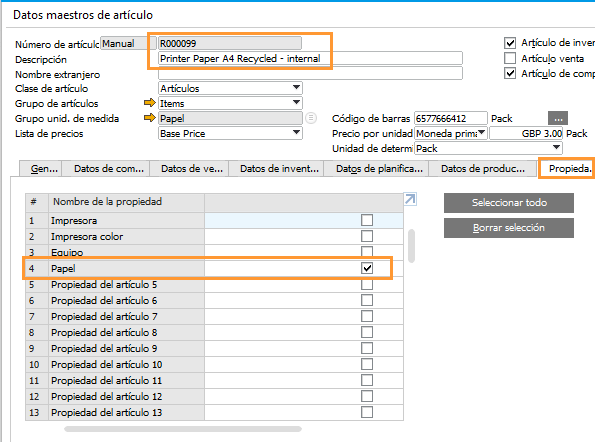 Datos maestros de artículo
Número de artículo Manual R000099
Artículo de inver
Descripción Printer Paper A4 Recycled - internal
Artículo venta
Nombre extranjero
Artículo de comp
Clase de artículo Artículos
Grupo de artículos Items
Grupo unid. de medida Papel
Código de barras 6577666412 Pack ...
Lista de precios Base Price
Precio por unidad Moneda prima GBP 3.00 Pack
Unidad de determi Pack
Gen... Datos de com... Datos de ve... Datos de invent... Datos de planifica... Datos de produc... Propieda.
# Nombre de la propiedad
Seleccionar todo
1 Impresora
Borrar selección
2 Impresora color
3 Equipo
4 Papel
5 Propiedad del artículo 5
6 Propiedad del artículo 6
7 Propiedad del artículo 7
8 Propiedad del artículo 8
9 Propiedad del artículo 9
10 Propiedad del artículo 10
11 Propiedad del artículo 11
12 Propiedad del artículo 12
13 Propiedad del artículo 13